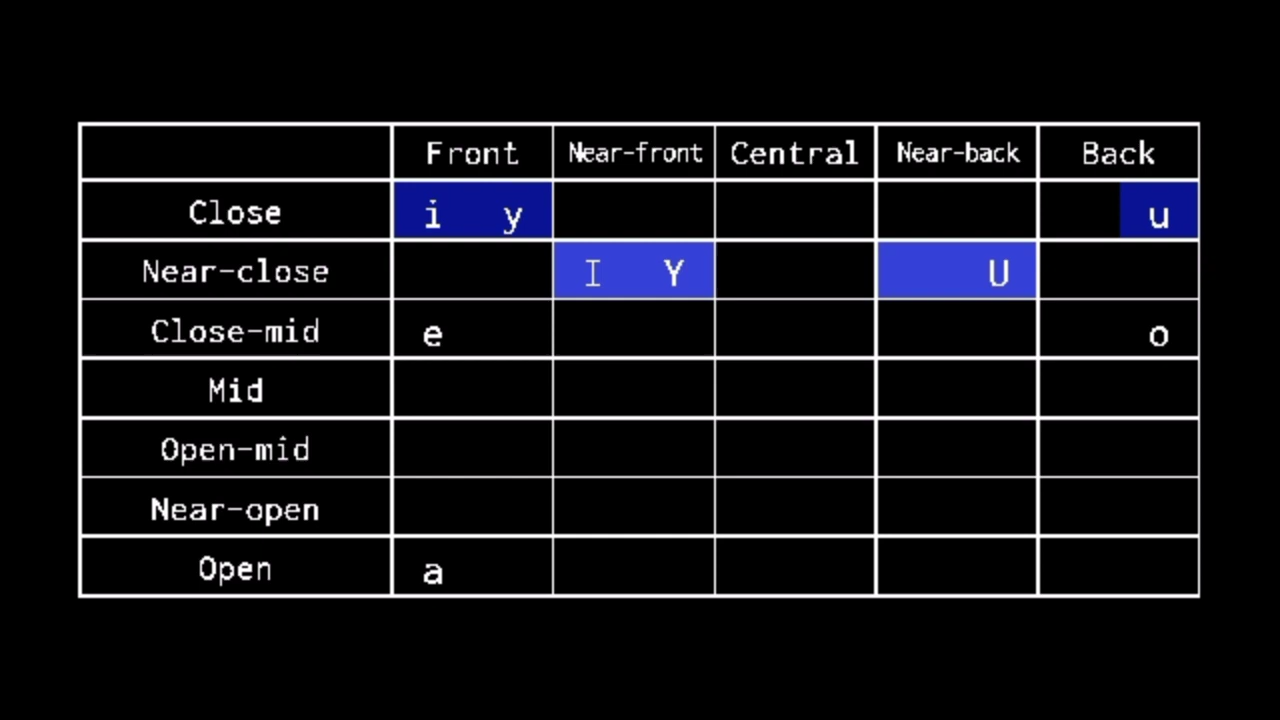 Front Near-front Central Near-back Back
Close i y u
Near-close I Y U
Close-mid e o
Mid
Open-mid
Near-open
Open a